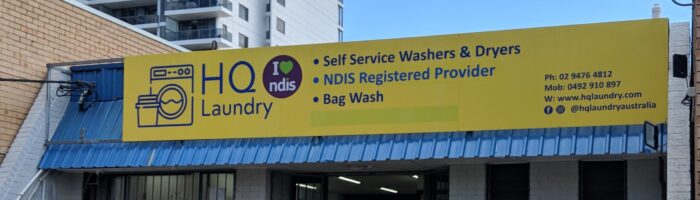 HQ
Laundry
I
ndis
• Self Service Washers & Dryers
• NDIS Registered Provider
• Bag Wash
Ph: 02 9476 4812
Mob: 0492 910 897
W: www.hqlaundry.com
@hqlaundryaustralia